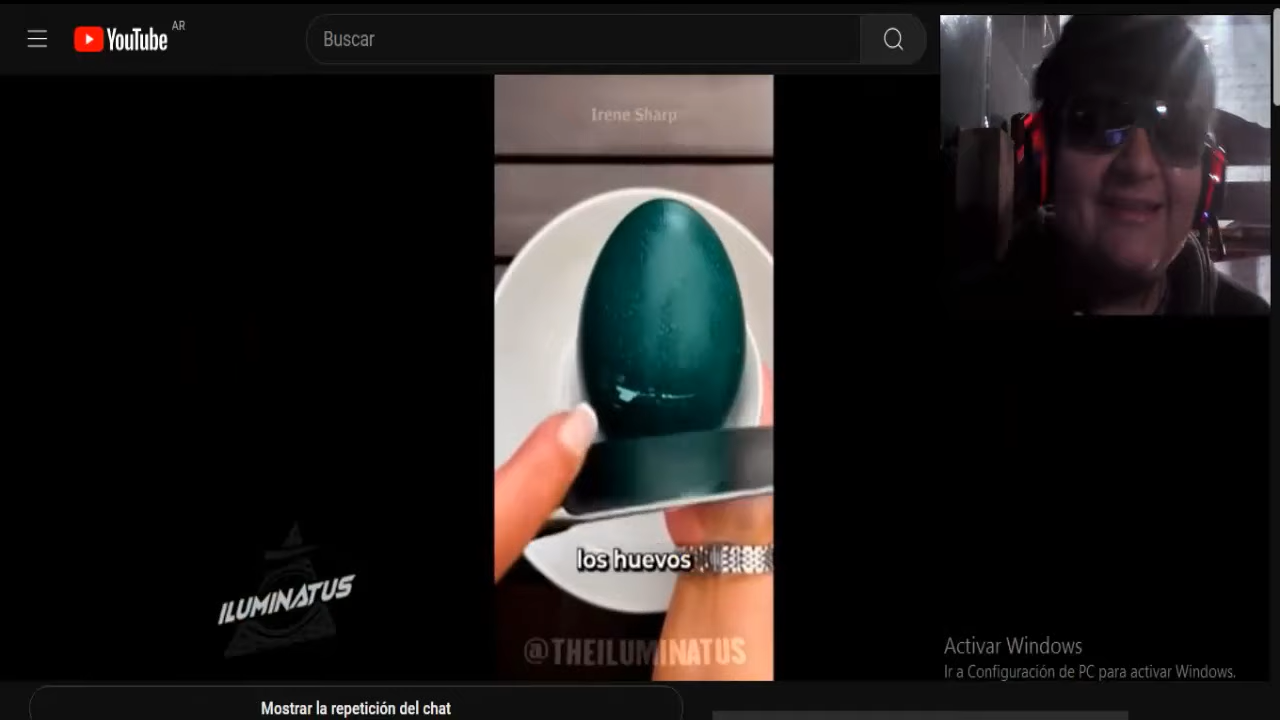 YouTube
AR
Buscar
Irene Sharp
los huevos
ILUMINATUS
@THEILUMINATUS
Activar Windows
Ir a Configuración de PC para activar Windows.
Mostrar la repetición del chat